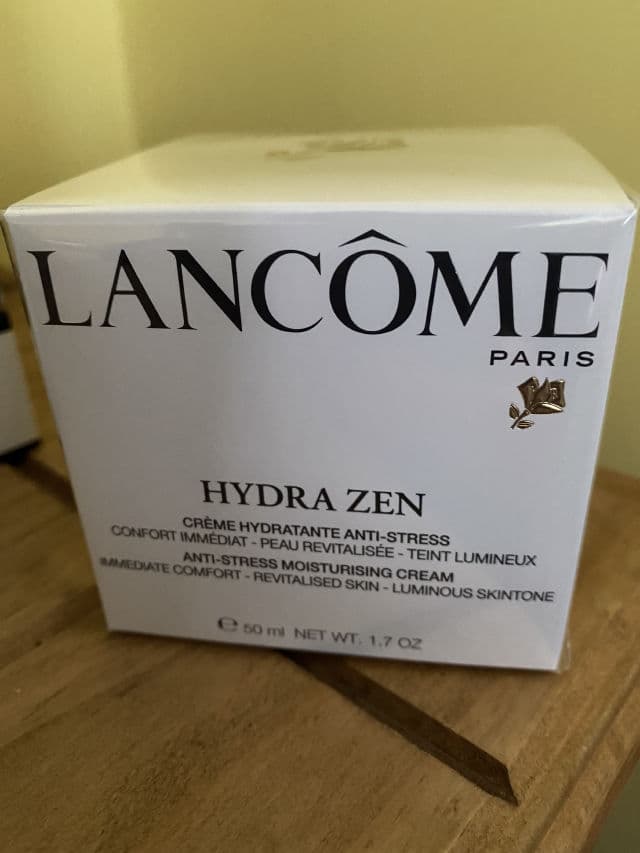 LANCÔME
PARIS
HYDRA ZEN
CRÈME HYDRATANTE ANTI-STRESS
CONFORT IMMÉDIAT - PEAU REVITALISÉE - TEINT LUMINEUX
ANTI-STRESS MOISTURISING CREAM
IMMEDIATE COMFORT - REVITALISED SKIN - LUMINOUS SKINTONE
℮ 50 ml NET WT. 1.7 OZ